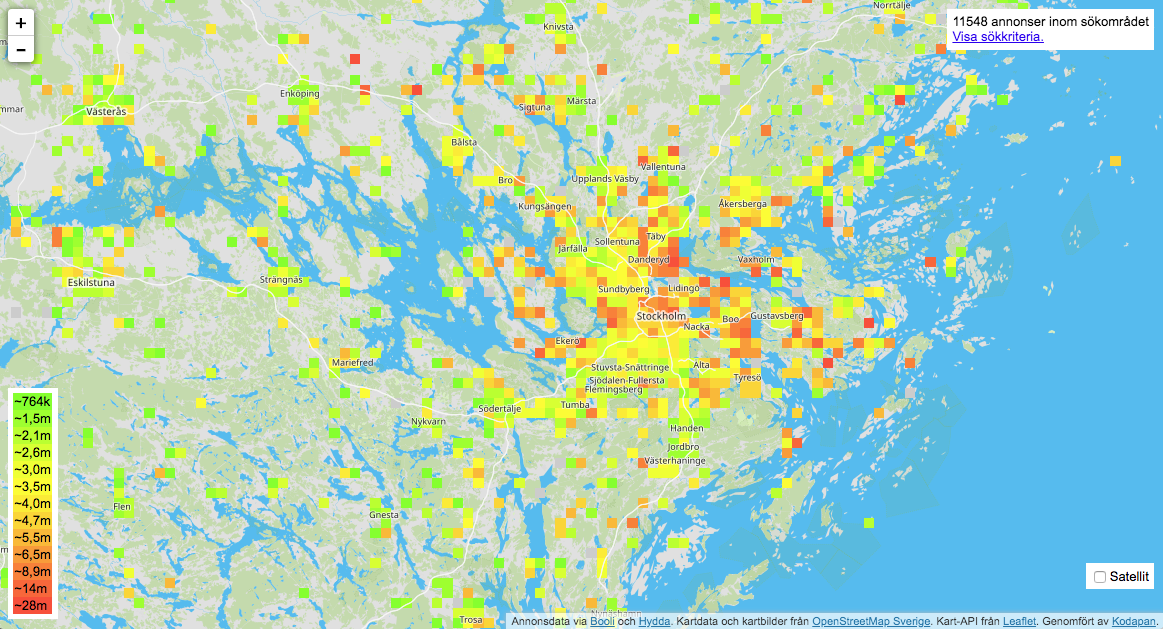 +
−
Knivsta
Norrtälje
11548 annonser inom sökområdet
Visa sökkriteria.
Enköping
Västerås
mmar
Sigtuna
Märsta
Bålsta
Vallentuna
Bro
Upplands Väsby
Kungsängen
Åkersberga
Järfälla
Sollentuna
Täby
Danderyd
Vaxholm
Eskilstuna
Strängnäs
Sundbyberg
Lidingö
Stockholm
Boo
Gustavsberg
Nacka
Ekerö
Mariefred
Stuvsta-Snättringe
Älta
Sjödalen-Fullersta
Tyresö
Flemingsberg
Tumba
Södertälje
Nykvarn
Handen
Jordbro
Västerhaninge
~764k
~1,5m
~2,1m
~2,6m
~3,0m
~3,5m
~4,0m
~4,7m
~5,5m
~6,5m
~8,9m
~14m
~28m
Flen
Gnesta
Satellit
Nynäshamn
Trosa
Annonsdata via Booli och Hydda. Kartdata och kartbilder från OpenStreetMap Sverige. Kart-API från Leaflet. Genomfört av Kodapan.